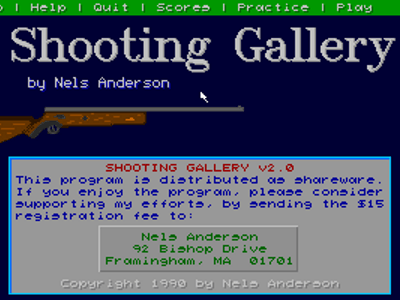 o | Help | Quit | Scores | Practice | Play
Shooting Gallery
by Nels Anderson
SHOOTING GALLERY v2.0
This program is distributed as shareware.
If you enjoy the program, please consider
supporting my efforts, by sending the $15
registration fee to:
Nels Anderson
92 Bishop Drive
Framingham, MA 01701
Copyright 1990 by Nels Anderson